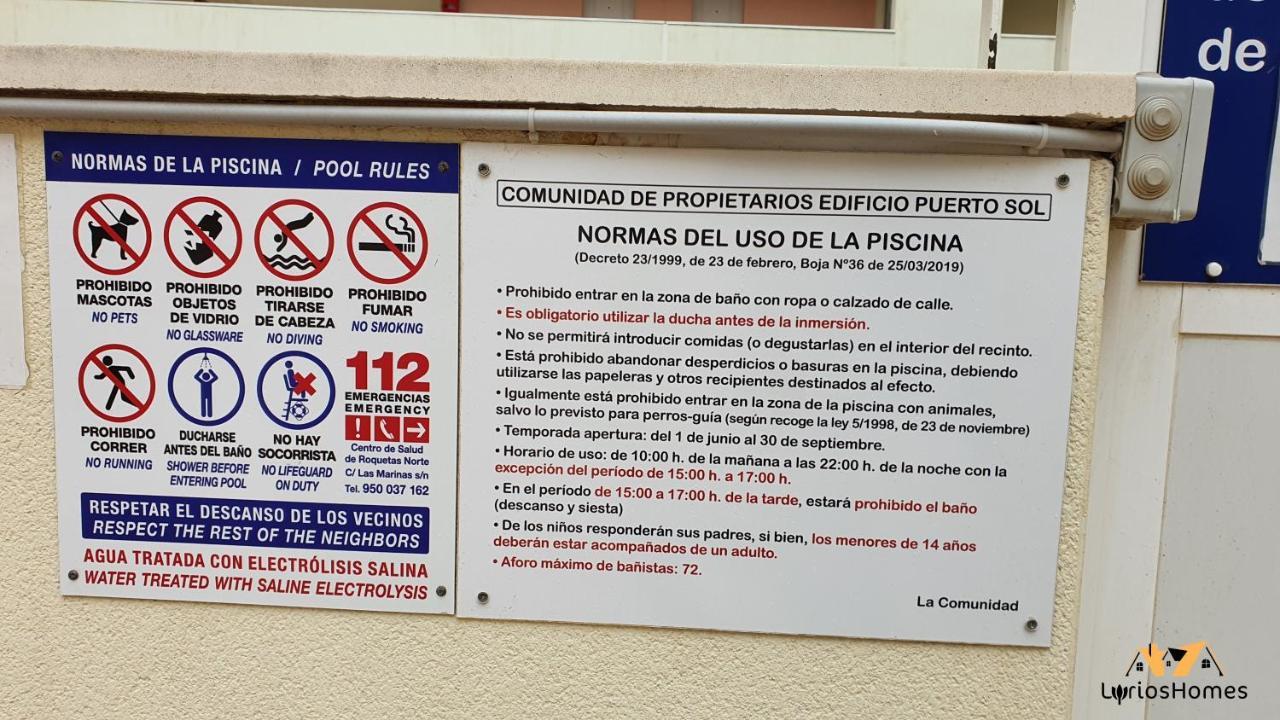 de
NORMAS DE LA PISCINA / POOL RULES
PROHIBIDO
MASCOTAS
NO PETS
PROHIBIDO
OBJETOS
DE VIDRIO
NO GLASSWARE
PROHIBIDO
TIRARSE
DE CABEZA
NO DIVING
PROHIBIDO
FUMAR
NO SMOKING
PROHIBIDO
CORRER
NO RUNNING
DUCHARSE
ANTES DEL BAÑO
SHOWER BEFORE
ENTERING POOL
NO HAY
SOCORRISTA
NO LIFEGUARD
ON DUTY
112
EMERGENCIAS
EMERGENCY
Centro de Salud
de Roquetas Norte
C/ Las Marinas s/n
Tel. 950 037 162
RESPETAR EL DESCANSO DE LOS VECINOS
RESPECT THE REST OF THE NEIGHBORS
AGUA TRATADA CON ELECTRÓLISIS SALINA
WATER TREATED WITH SALINE ELECTROLYSIS
COMUNIDAD DE PROPIETARIOS EDIFICIO PUERTO SOL
NORMAS DEL USO DE LA PISCINA
(Decreto 23/1999, de 23 de febrero, Boja Nº36 de 25/03/2019)
• Prohibido entrar en la zona de baño con ropa o calzado de calle.
• Es obligatorio utilizar la ducha antes de la inmersión.
• No se permitirá introducir comidas (o degustarlas) en el interior del recinto.
• Está prohibido abandonar desperdicios o basuras en la piscina, debiendo
utilizarse las papeleras y otros recipientes destinados al efecto.
• Igualmente está prohibido entrar en la zona de la piscina con animales,
salvo lo previsto para perros-guía (según recoge la ley 5/1998, de 23 de noviembre)
• Temporada apertura: del 1 de junio al 30 de septiembre.
• Horario de uso: de 10:00 h. de la mañana a las 22:00 h. de la noche con la
excepción del período de 15:00 h. a 17:00 h.
• En el período de 15:00 a 17:00 h. de la tarde, estará prohibido el baño
(descanso y siesta)
• De los niños responderán sus padres, si bien, los menores de 14 años
deberán estar acompañados de un adulto.
• Aforo máximo de bañistas: 72.
La Comunidad
LyriosHomes